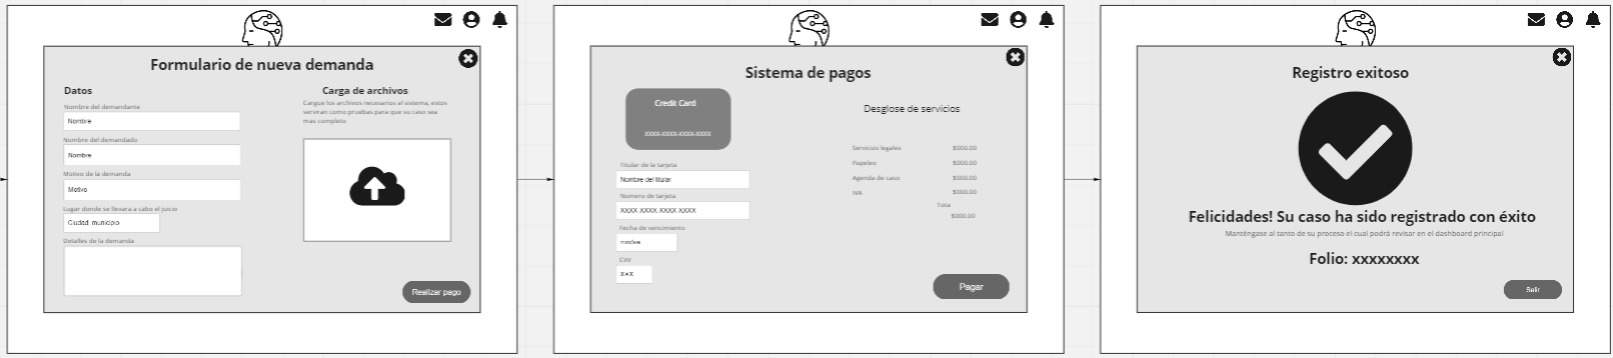 Formulario de nueva demanda
Datos
Nombre del demandante
Nombre
Nombre del demandado
Nombre
Motivo de la demanda
Motivo
Lugar donde se llevara a cabo el juicio
Ciudad, municipio
Detalles de la demanda
Carga de archivos
Cargue los archivos necesarios al sistema, estos
serviran como pruebas para que su caso sea
mas completo
Realizar pago
Sistema de pagos
Credit Card
xxxx-xxxx-xxxx-xxxx
Titular de la tarjeta
Nombre del titular
Numero de tarjeta
XXXX XXXX XXXX XXXX
Fecha de vencimiento
CVV
XXX
Desglose de servicios
Servicios legales $000.00
Papeleo $000.00
Agenda de caso $000.00
IVA $000.00
Tota
$000.00
Pagar
Registro exitoso
Felicidades! Su caso ha sido registrado con éxito
Manténgase al tanto de su proceso el cual podrá revisar en el dashboard principal
Folio: xxxxxxxx
Salir